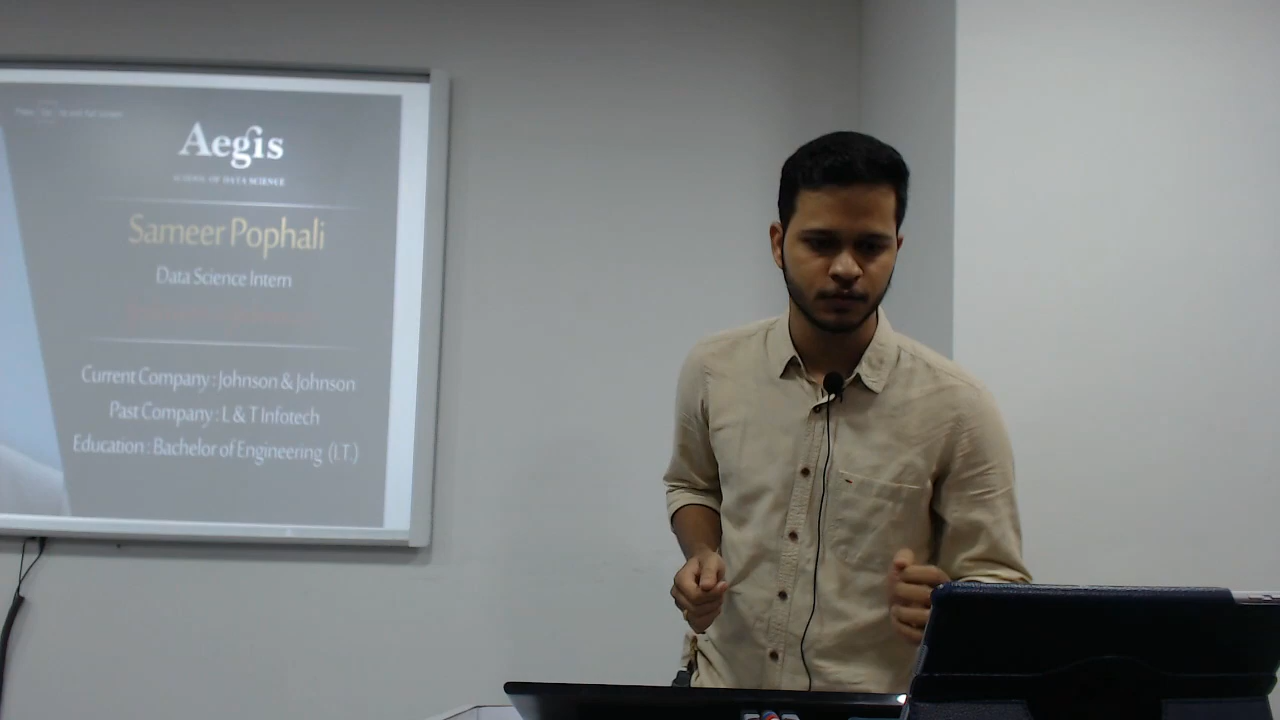 Aegis
SCHOOL OF DATA SCIENCE
Sameer Pophali
Data Science Intern
Current Company : Johnson & Johnson
Past Company : L & T Infotech
Education : Bachelor of Engineering (I.T.)